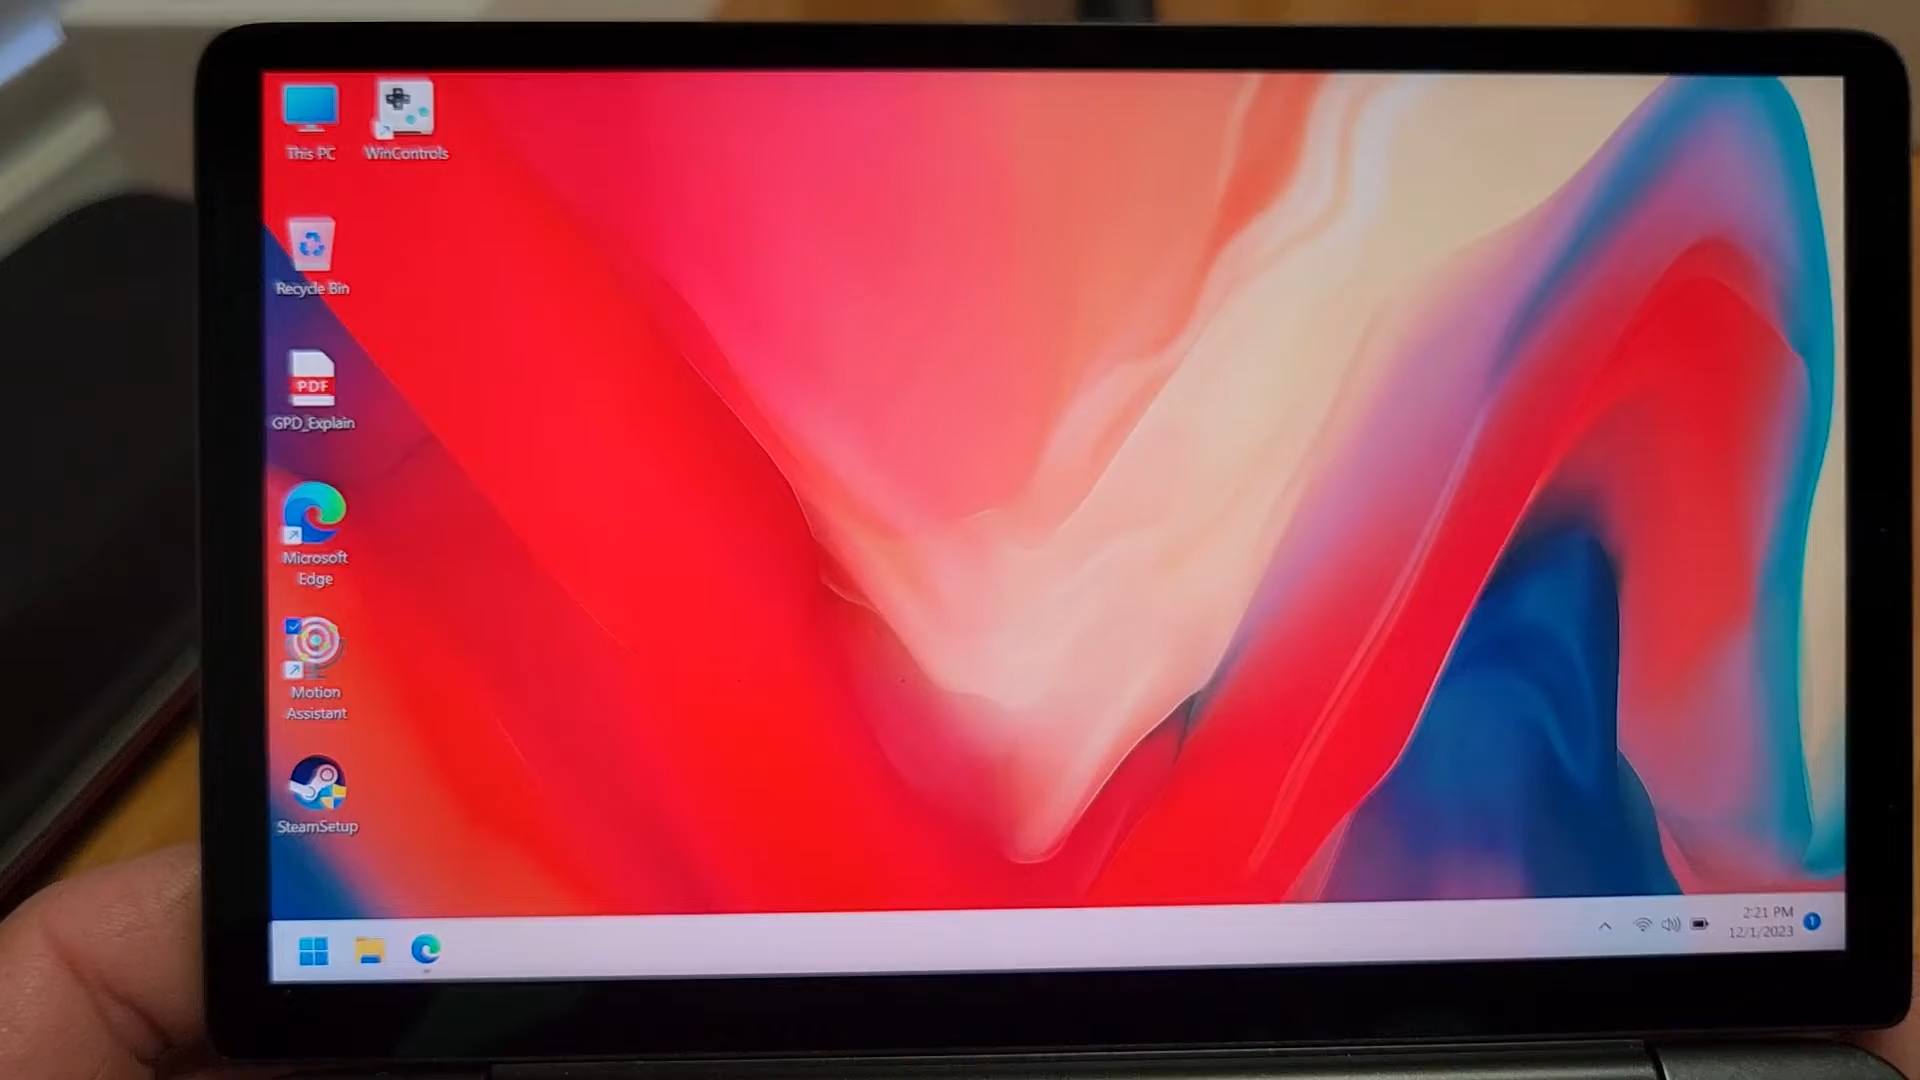 This PC
WinControls
Recycle Bin
PDF
GPD_Explain
Microsoft
Edge
Motion
Assistant
SteamSetup
2:21 PM
12/1/2023
1